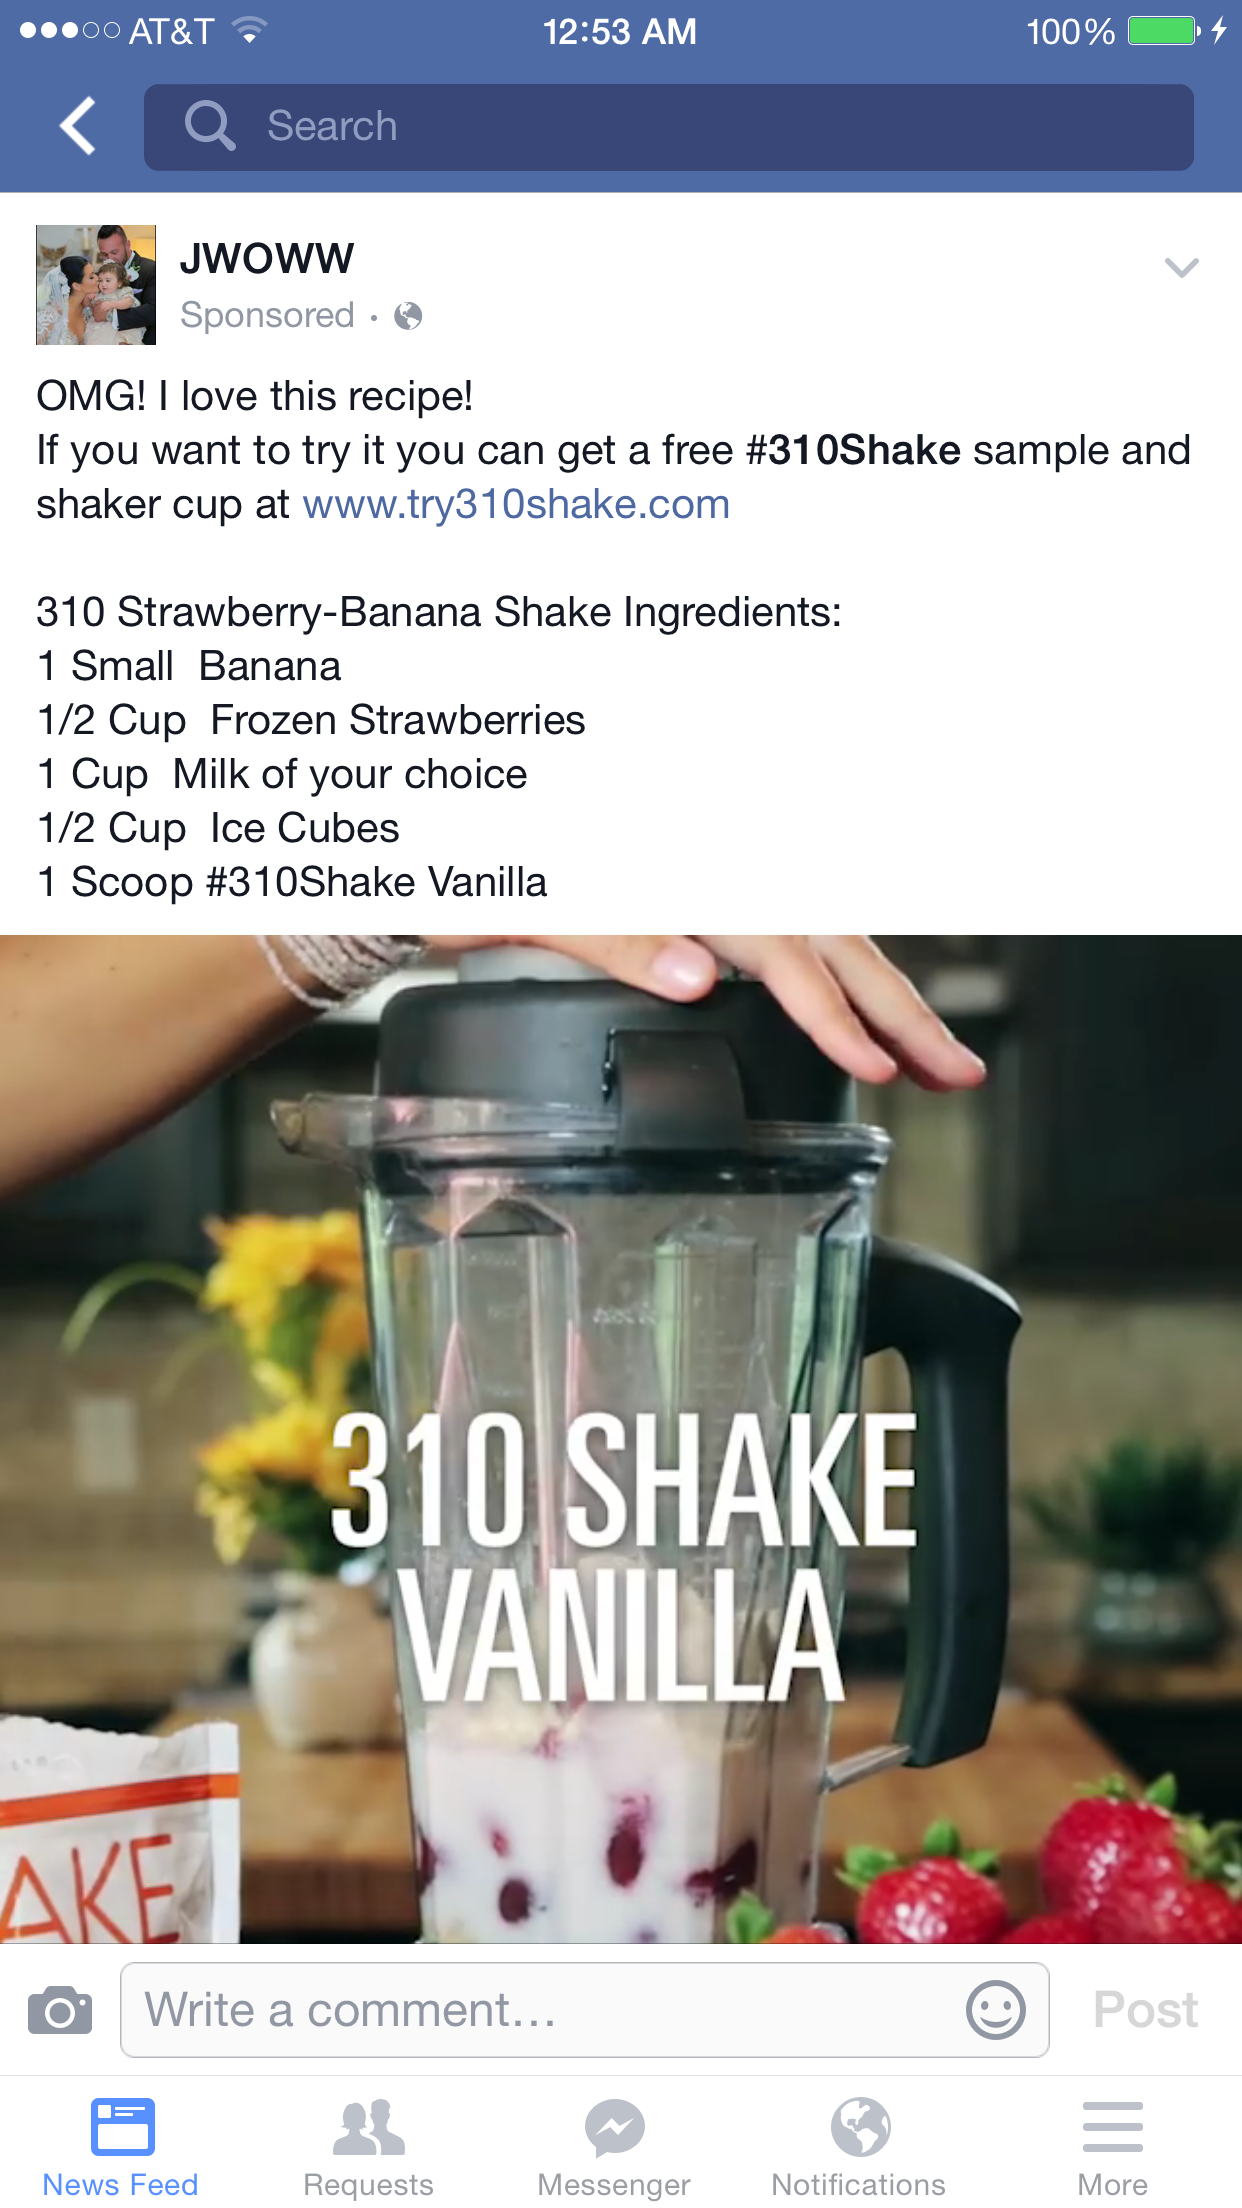 AT&T 12:53 AM 100%
Search
JWOWW
Sponsored
OMG! I love this recipe!
If you want to try it you can get a free #310Shake sample and
shaker cup at www.try310shake.com
310 Strawberry-Banana Shake Ingredients:
1 Small  Banana
1/2 Cup  Frozen Strawberries
1 Cup  Milk of your choice
1/2 Cup  Ice Cubes
1 Scoop #310Shake Vanilla
310 SHAKE
VANILLA
AKE
Write a comment...
Post
News Feed Requests Messenger Notifications More